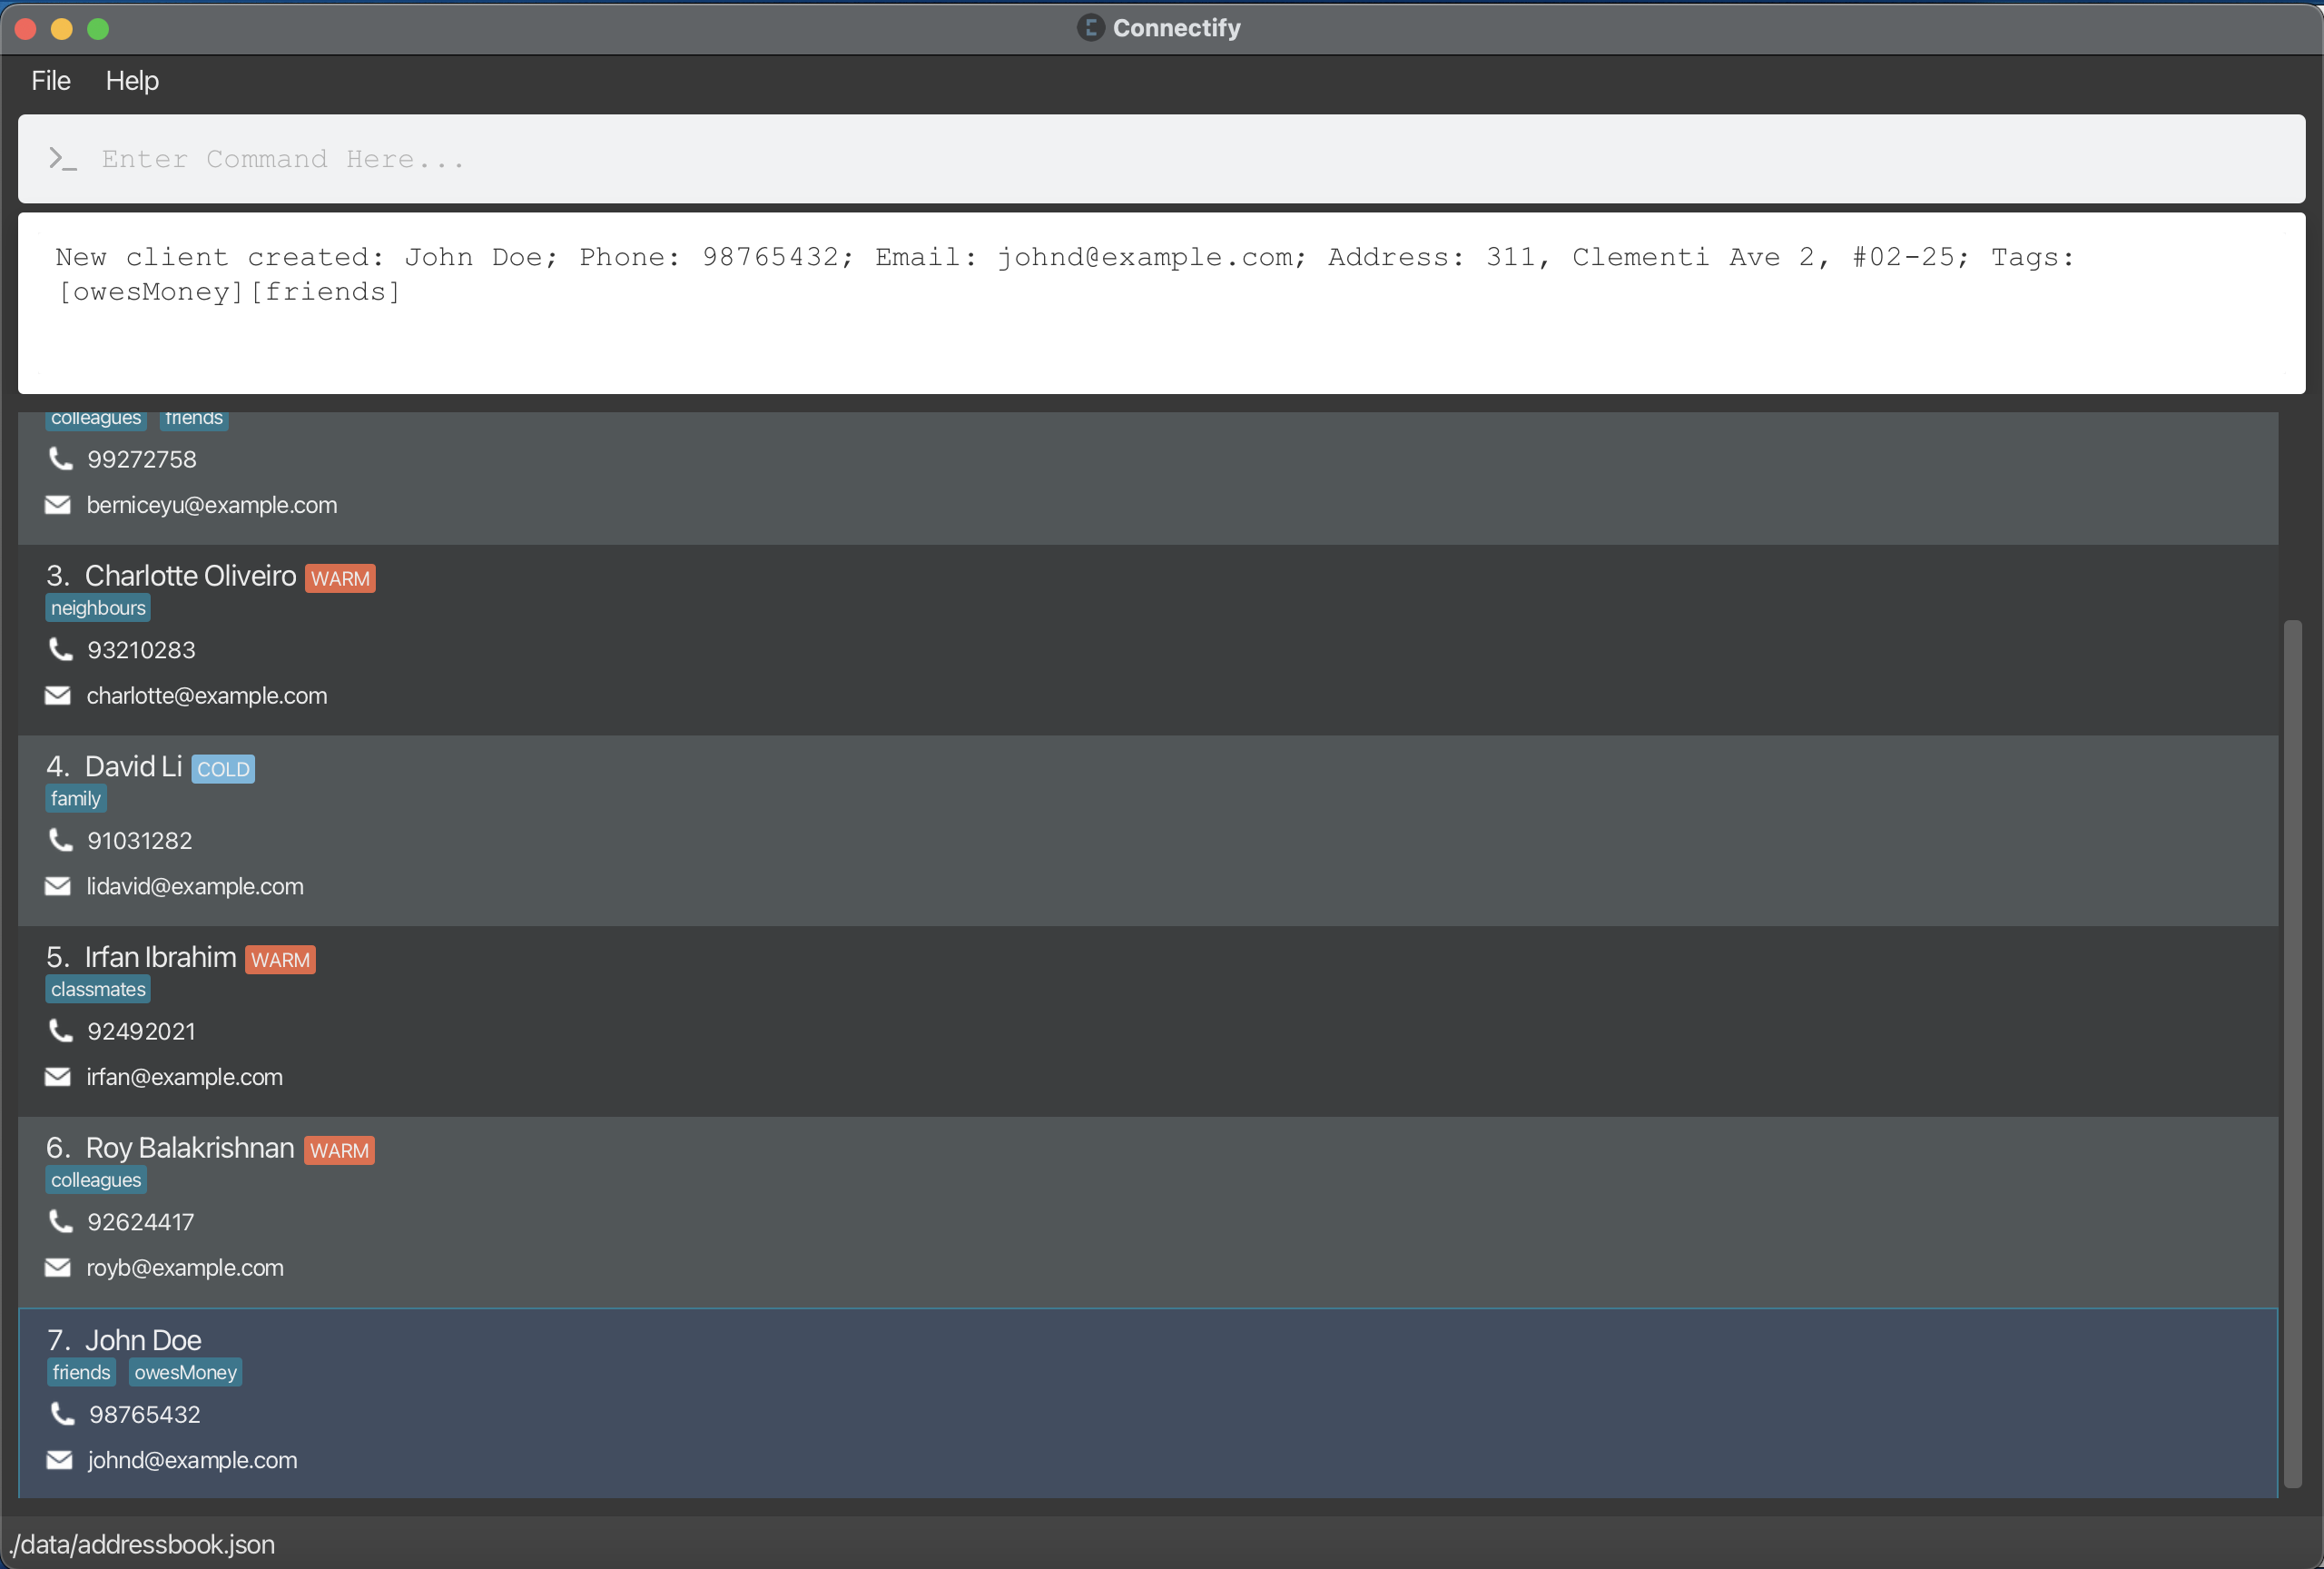 Connectify
File Help
>_ Enter Command Here...
New client created: John Doe; Phone: 98765432; Email: johnd@example.com; Address: 311, Clementi Ave 2, #02-25; Tags:
[owesMoney][friends]
colleagues friends
99272758
berniceyu@example.com
3. Charlotte Oliveiro WARM
neighbours
93210283
charlotte@example.com
4. David Li COLD
family
91031282
lidavid@example.com
5. Irfan Ibrahim WARM
classmates
92492021
irfan@example.com
6. Roy Balakrishnan WARM
colleagues
92624417
royb@example.com
7. John Doe
friends owesMoney
98765432
johnd@example.com
./data/addressbook.json